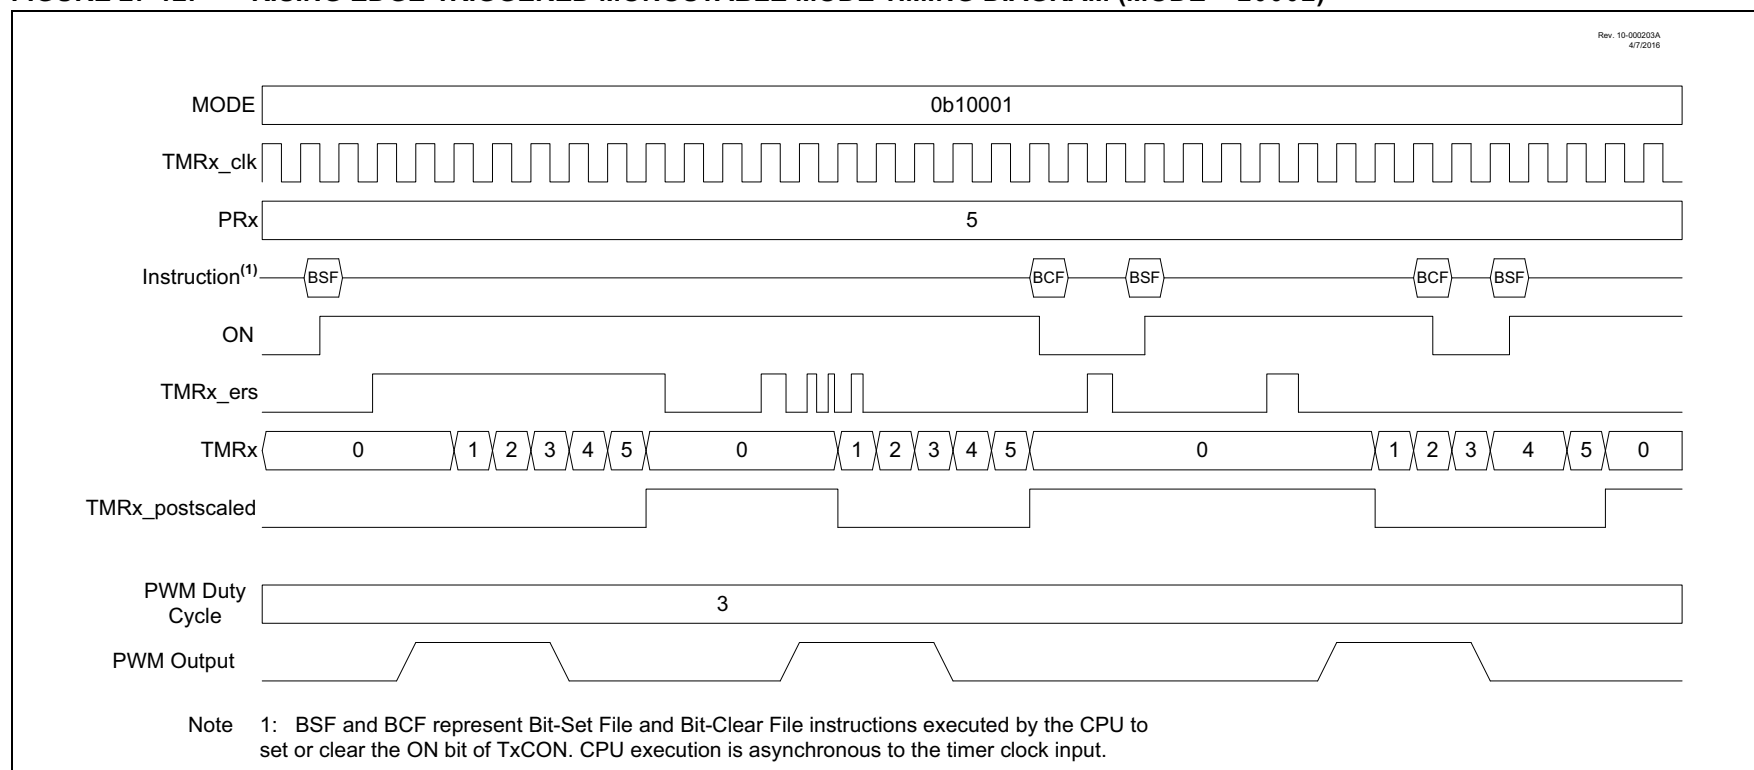 Rev. 10-000203A
4/7/2016
MODE 0b10001
TMRx_clk
PRx 5
Instruction(1) BSF BCF BSF BCF BSF
ON
TMRx_ers
TMRx 0 1 2 3 4 5 0 1 2 3 4 5 0 1 2 3 4 5 0
TMRx_postscaled
PWM Duty
Cycle 3
PWM Output
Note 1: BSF and BCF represent Bit-Set File and Bit-Clear File instructions executed by the CPU to
set or clear the ON bit of TxCON. CPU execution is asynchronous to the timer clock input.